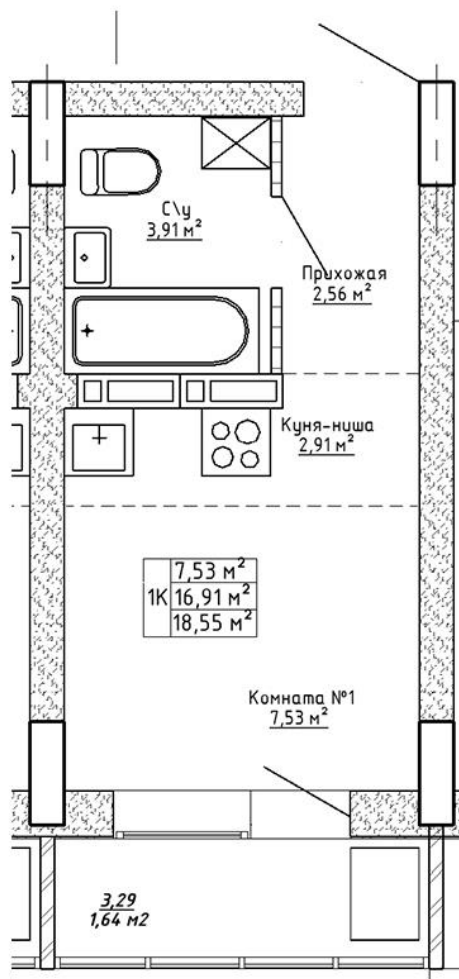 С\у
3,91 м²
Прихожая
2,56 м²
Куня-ниша
2,91 м²
1К
7,53 м²
16,91 м²
18,55 м²
Комната №1
7,53 м²
3,29
1,64 м2